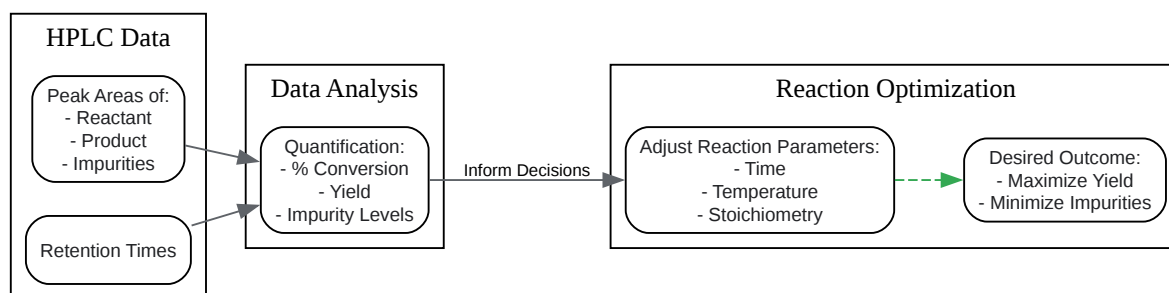 HPLC Data
Peak Areas of:
- Reactant
- Product
- Impurities
Retention Times
Data Analysis
Quantification:
- % Conversion
- Yield
- Impurity Levels
Inform Decisions
Reaction Optimization
Adjust Reaction Parameters:
- Time
- Temperature
- Stoichiometry
Desired Outcome:
- Maximize Yield
- Minimize Impurities